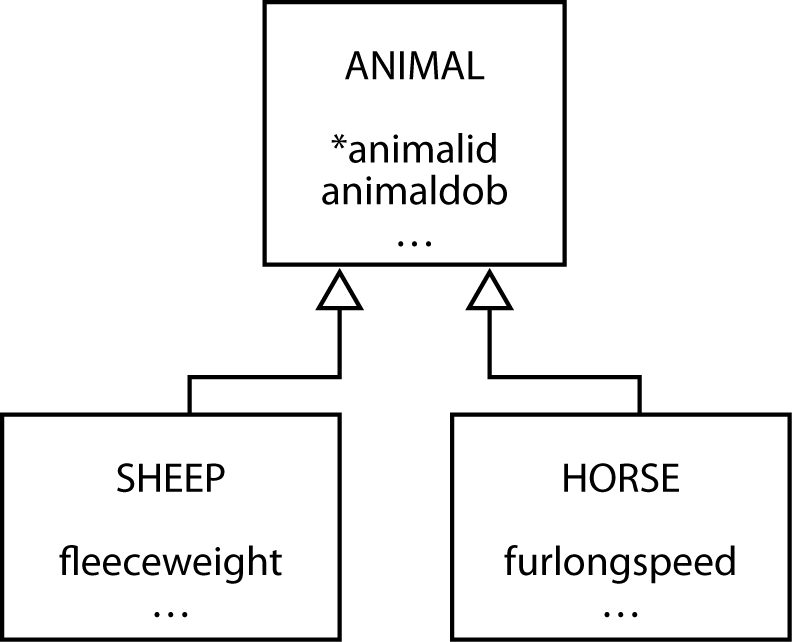 ANIMAL
*animalid
animaldob
…
SHEEP
fleeceweight
…
HORSE
furlongspeed
…